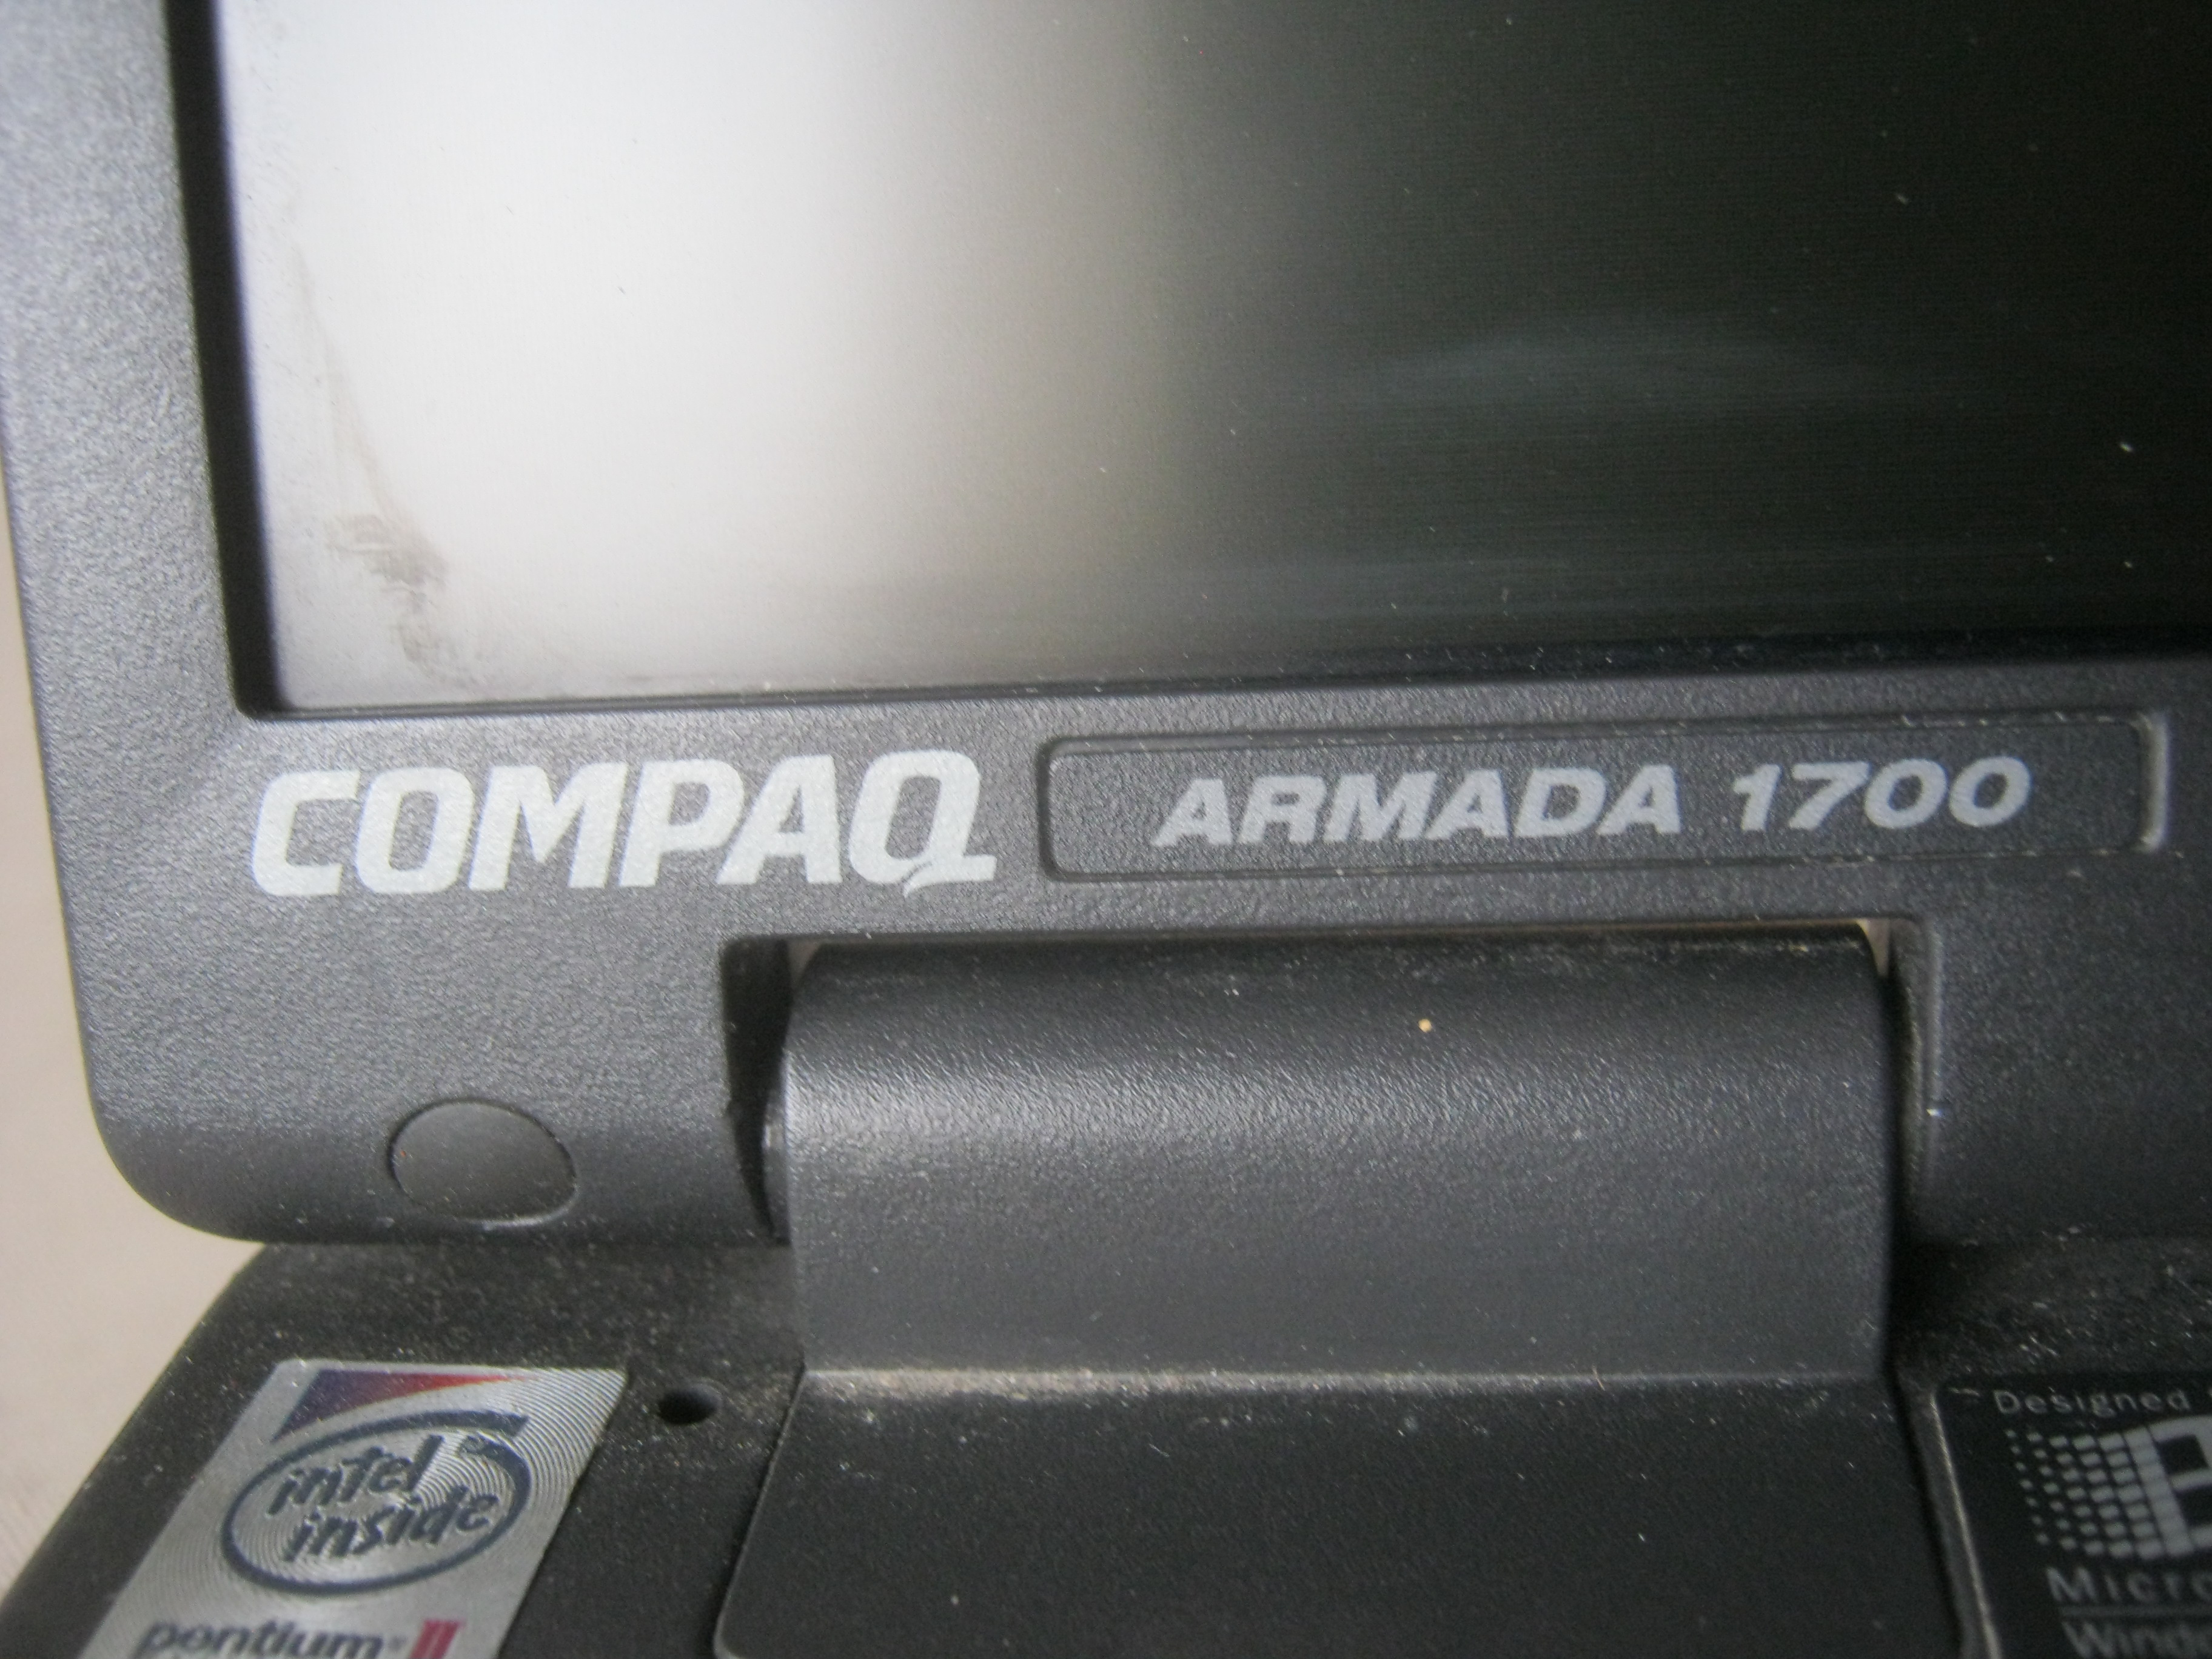 COMPAQ ARMADA 1700
intel
inside
pentium II
Designed